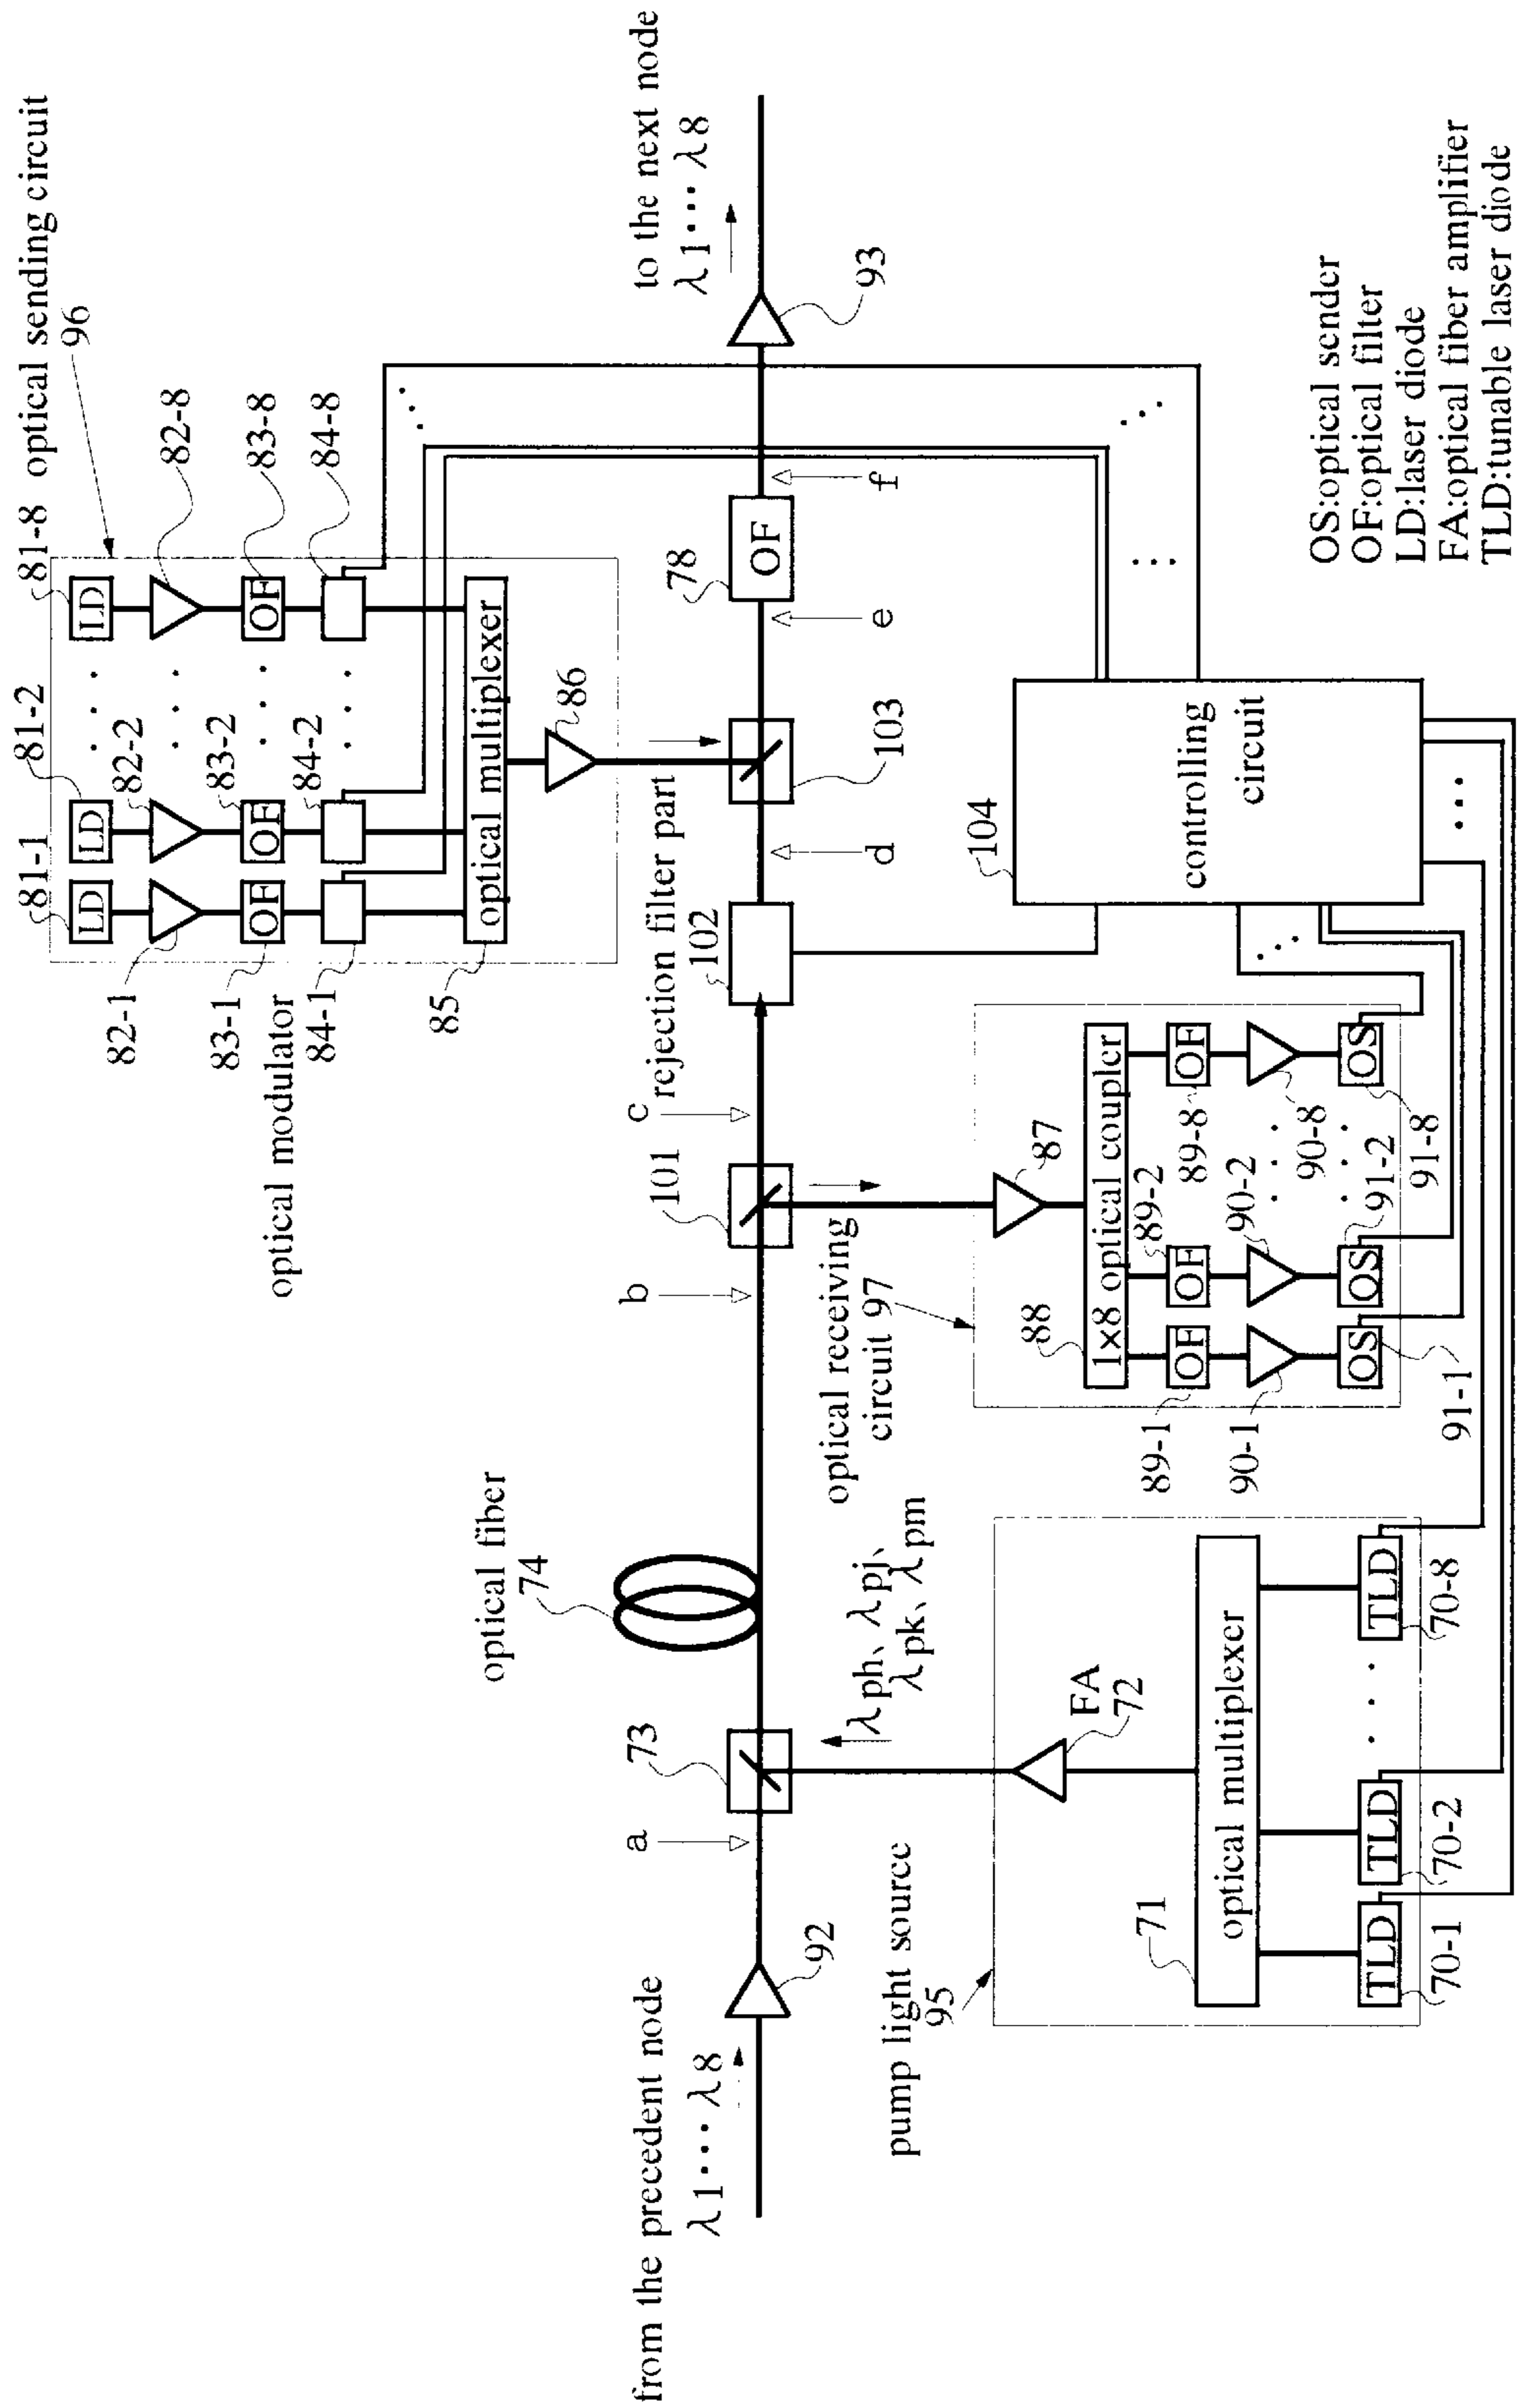 optical sending circuit
96
81-1
81-2
81-8
LD
LD
LD
82-1
82-2
82-8
OF
OF
OF
83-1
83-2
83-8
optical modulator
84-1
84-2
84-8
85
optical multiplexer
86
from the precedent node
λ1···λ8
92
a
73
optical fiber
74
b
101
c
rejection filter part
102
d
103
e
78
OF
f
93
to the next node
λ1···λ8
λph、λpj、
λpk、λpm
pump light source
95
FA
72
71
optical multiplexer
TLD
TLD
TLD
70-1
70-2
70-8
optical receiving
circuit 97
87
88
1×8 optical coupler
OF
OF
OF
89-1
89-2
89-8
90-1
90-2
90-8
OS
OS
OS
91-1
91-2
91-8
104
controlling
circuit
OS:optical sender
OF:optical filter
LD:laser diode
FA:optical fiber amplifier
TLD:tunable laser diode